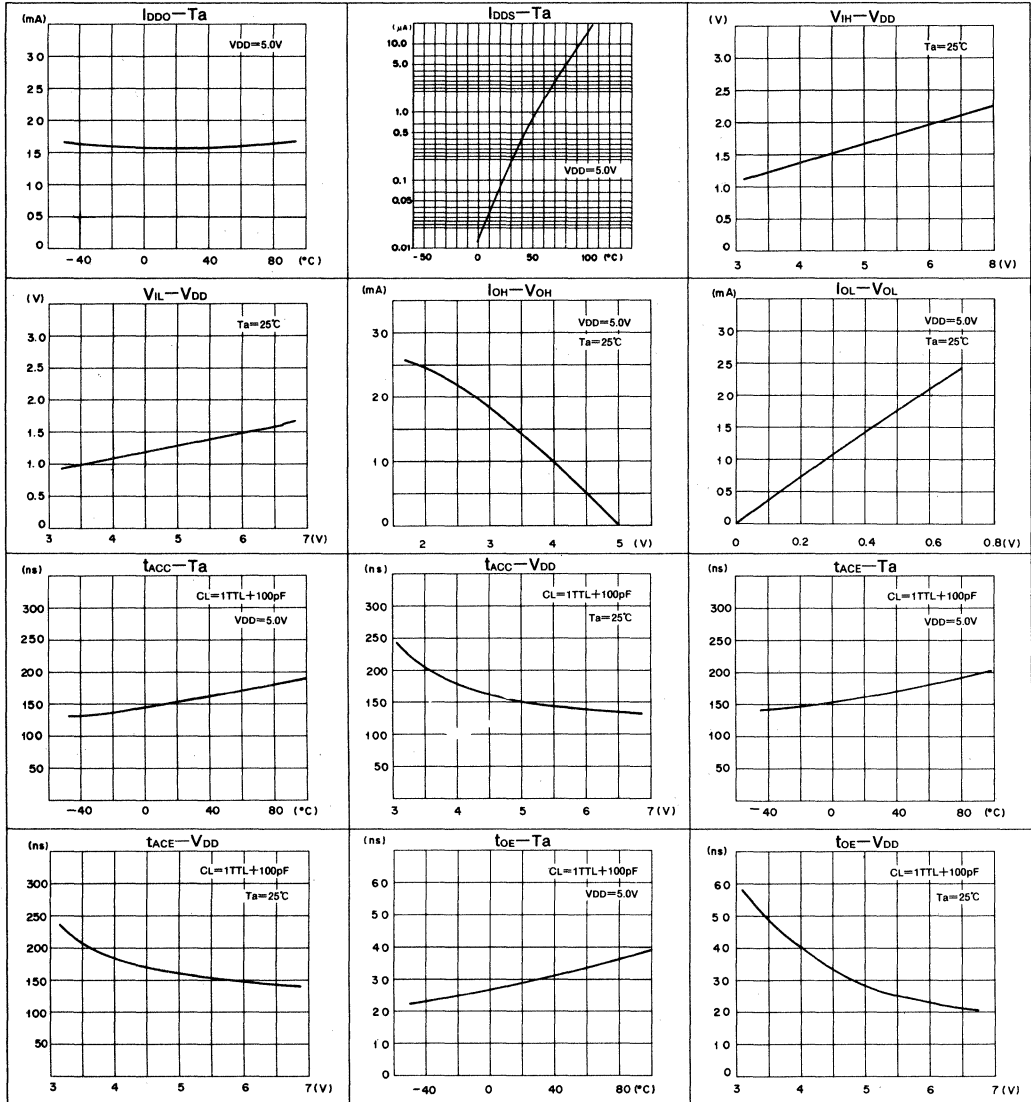 IDDO—Ta
(mA)
3.0
2.5
2.0
1.5
1.0
0.5
0
VDD=5.0V
-40 0 40 80 (°C)
IDDS—Ta
(μA)
10.0
5.0
1.0
0.5
0.1
0.05
0.01
VDD=5.0V
-50 0 50 100 (°C)
VIH—VDD
(V)
3.0
2.5
2.0
1.5
1.0
0.5
0
Ta=25℃
3 4 5 6 8 (V)
VIL—VDD
(V)
3.0
2.5
2.0
1.5
1.0
0.5
0
Ta=25℃
3 4 5 6 7 (V)
IOH—VOH
(mA)
30
20
10
0
VDD=5.0V
Ta=25℃
2 3 4 5 (V)
IOL—VOL
(mA)
3.0
2.5
2.0
1.5
1.0
0.5
0
VDD=5.0V
Ta=25℃
0 0.2 0.4 0.6 0.8 (V)
tACC—Ta
(ns)
300
250
200
150
100
50
CL=1TTL+100pF
VDD=5.0V
-40 0 40 80 (°C)
tACC—VDD
(ns)
300
250
200
150
100
50
CL=1TTL+100pF
Ta=25℃
3 4 5 6 7 (V)
tACE—Ta
(ns)
300
250
200
150
100
50
CL=1TTL+100pF
VDD=5.0V
-40 0 40 80 (°C)
tACE—VDD
(ns)
300
250
200
150
100
50
CL=1TTL+100pF
Ta=25℃
3 4 5 6 7 (V)
tOE—Ta
(ns)
60
50
40
30
20
10
0
CL=1TTL+100pF
VDD=5.0V
-40 0 40 80 (°C)
tOE—VDD
(ns)
60
50
40
30
20
10
0
CL=1TTL+100pF
Ta=25℃
3 4 5 6 7 (V)